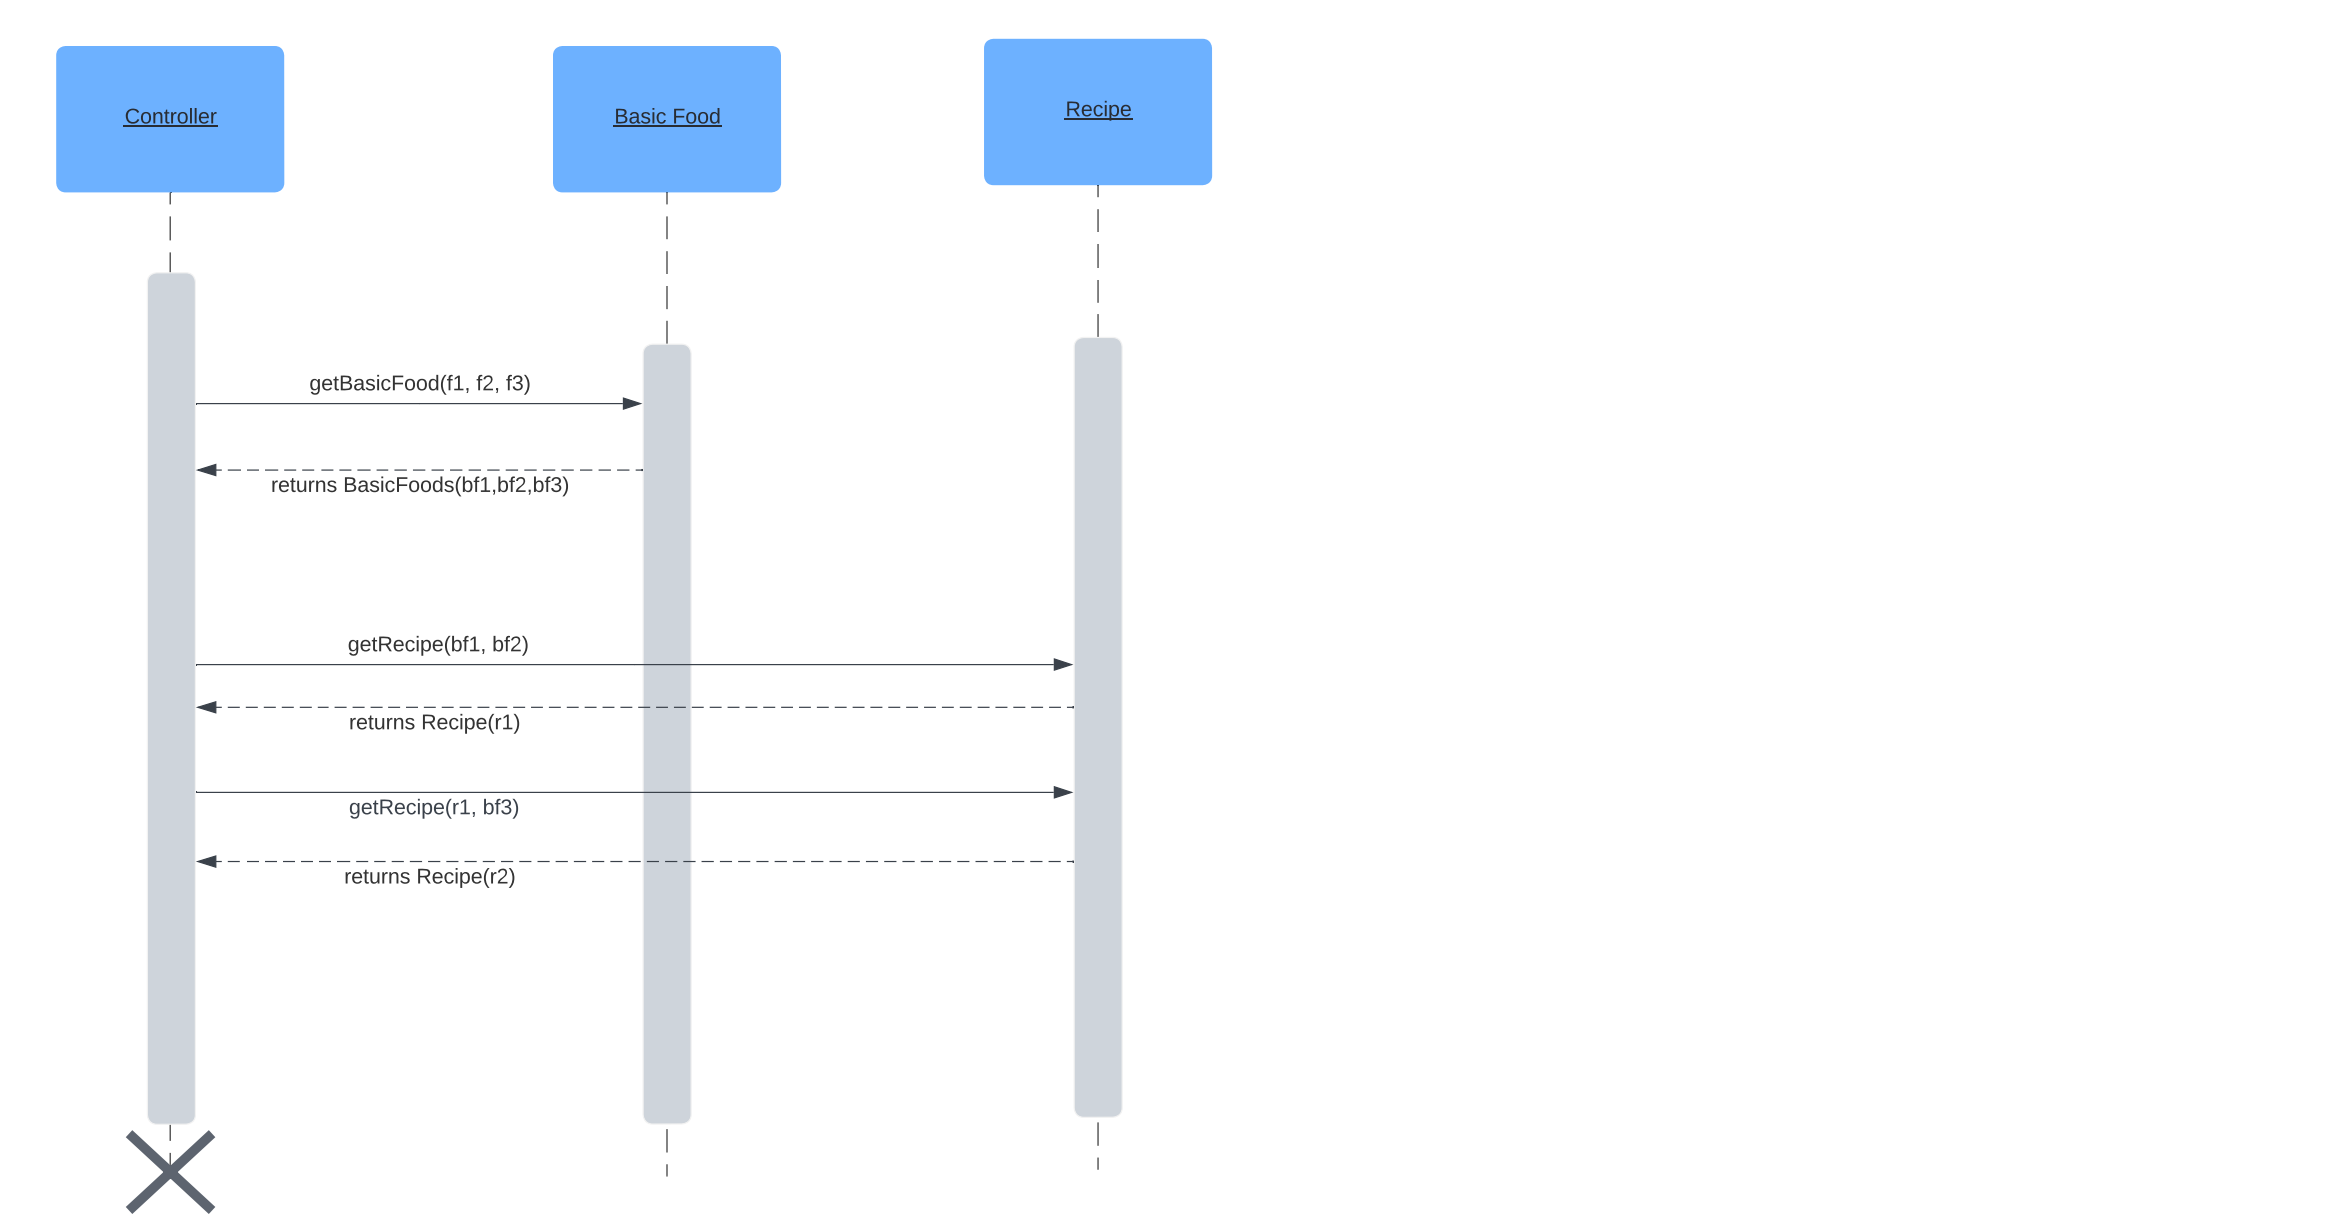 Controller
Basic Food
Recipe
getBasicFood(f1, f2, f3)
returns BasicFoods(bf1,bf2,bf3)
getRecipe(bf1, bf2)
returns Recipe(r1)
getRecipe(r1, bf3)
returns Recipe(r2)